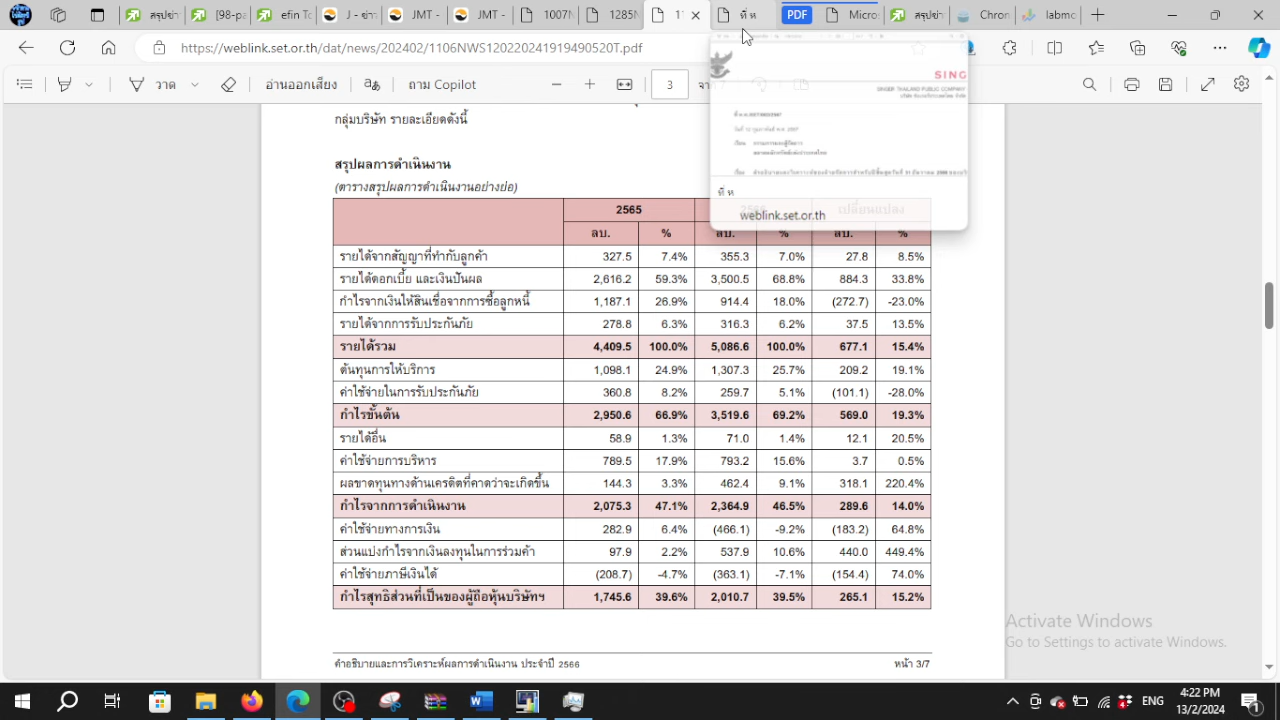 [98-
JMT -
JMT -
1007N
2285N
1
ที่ ห
PDF
Micro
Chron
labmc
https://weblink.set.or.th/dat/news/202402/1106NWS120220241919490520T.pdf
วาด
อ่านออกเสียง
ถาม Copilot
3
SING
SINGER THAILAND PUBLIC COMPANY
ที่ ห
weblink.set.or.th
กลุ่มบริษัท รายละเอียดดังนี้
สรุปผลการดำเนินงาน
(ตารางสรุปผลการดำเนินงานอย่างย่อ)
2565 เปลี่ยนแปลง
ลบ. % ลบ. % ลบ. %
รายได้จากสัญญาที่ทำกับลูกค้า 327.5 7.4% 355.3 7.0% 27.8 8.5%
รายได้ดอกเบี้ย และเงินปันผล 2,616.2 59.3% 3,500.5 68.8% 884.3 33.8%
กำไรจากเงินให้สินเชื่อจากการซื้อลูกหนี้ 1,187.1 26.9% 914.4 18.0% (272.7) -23.0%
รายได้จากการรับประกันภัย 278.8 6.3% 316.3 6.2% 37.5 13.5%
รายได้รวม 4,409.5 100.0% 5,086.6 100.0% 677.1 15.4%
ต้นทุนการให้บริการ 1,098.1 24.9% 1,307.3 25.7% 209.2 19.1%
ค่าใช้จ่ายในการรับประกันภัย 360.8 8.2% 259.7 5.1% (101.1) -28.0%
กำไรขั้นต้น 2,950.6 66.9% 3,519.6 69.2% 569.0 19.3%
รายได้อื่น 58.9 1.3% 71.0 1.4% 12.1 20.5%
ค่าใช้จ่ายการบริหาร 789.5 17.9% 793.2 15.6% 3.7 0.5%
ผลขาดทุนทางด้านเครดิตที่คาดว่าจะเกิดขึ้น 144.3 3.3% 462.4 9.1% 318.1 220.4%
กำไรจากการดำเนินงาน 2,075.3 47.1% 2,364.9 46.5% 289.6 14.0%
ค่าใช้จ่ายทางการเงิน 282.9 6.4% (466.1) -9.2% (183.2) 64.8%
ส่วนแบ่งกำไรจากเงินลงทุนในการร่วมค้า 97.9 2.2% 537.9 10.6% 440.0 449.4%
ค่าใช้จ่ายภาษีเงินได้ (208.7) -4.7% (363.1) -7.1% (154.4) 74.0%
กำไรสุทธิส่วนที่เป็นของผู้ถือหุ้นบริษัทฯ 1,745.6 39.6% 2,010.7 39.5% 265.1 15.2%
คำอธิบายและการวิเคราะห์ผลการดำเนินงาน ประจำปี 2566 หน้า 3/7
Activate Windows
Go to Settings to activate Windows.
ENG
4:22 PM
13/2/2024